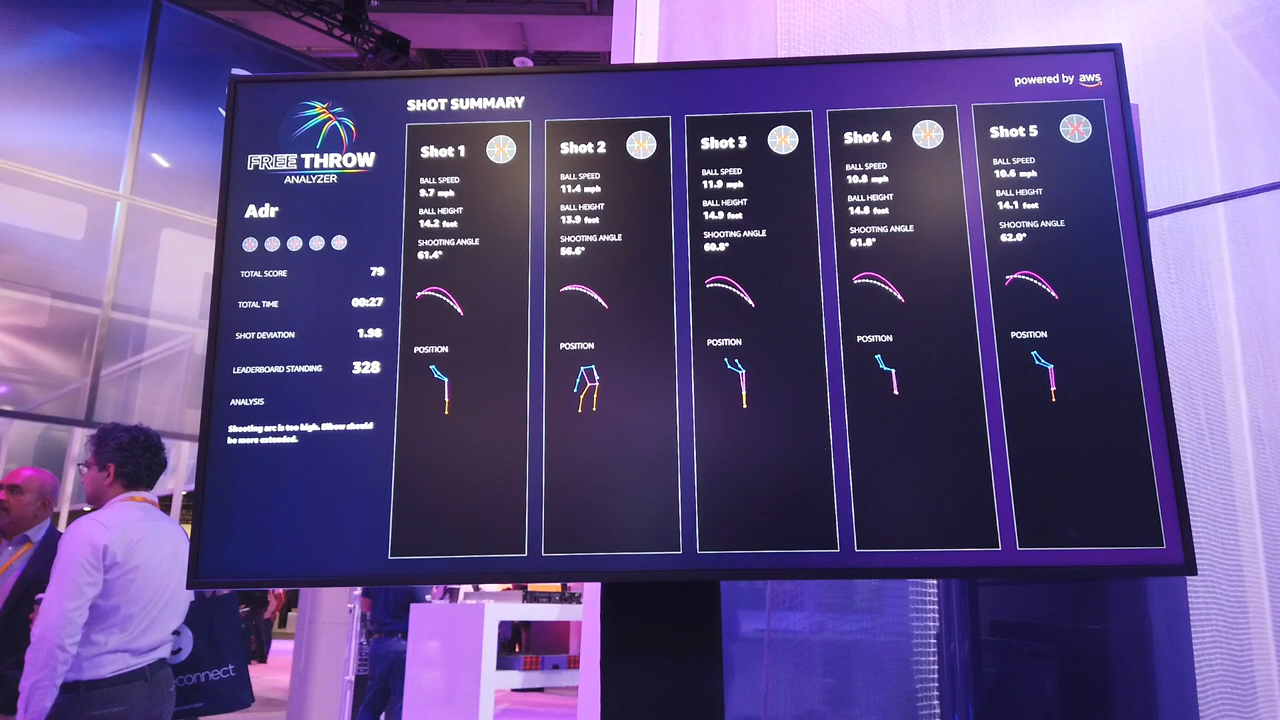 powered by aws
FREE THROW
ANALYZER
Adr
TOTAL SCORE 79
TOTAL TIME 00:27
SHOT DEVIATION 1.98
LEADERBOARD STANDING 328
ANALYSIS
Shooting arc is too high. Elbow should
be more extended.
SHOT SUMMARY
Shot 1
BALL SPEED
9.7 mph
BALL HEIGHT
14.2 feet
SHOOTING ANGLE
61.4°
POSITION
Shot 2
BALL SPEED
11.4 mph
BALL HEIGHT
13.9 feet
SHOOTING ANGLE
56.6°
POSITION
Shot 3
BALL SPEED
11.9 mph
BALL HEIGHT
14.9 feet
SHOOTING ANGLE
60.8°
POSITION
Shot 4
BALL SPEED
10.8 mph
BALL HEIGHT
14.8 feet
SHOOTING ANGLE
61.8°
POSITION
Shot 5
BALL SPEED
10.6 mph
BALL HEIGHT
14.1 feet
SHOOTING ANGLE
62.0°
POSITION
connect